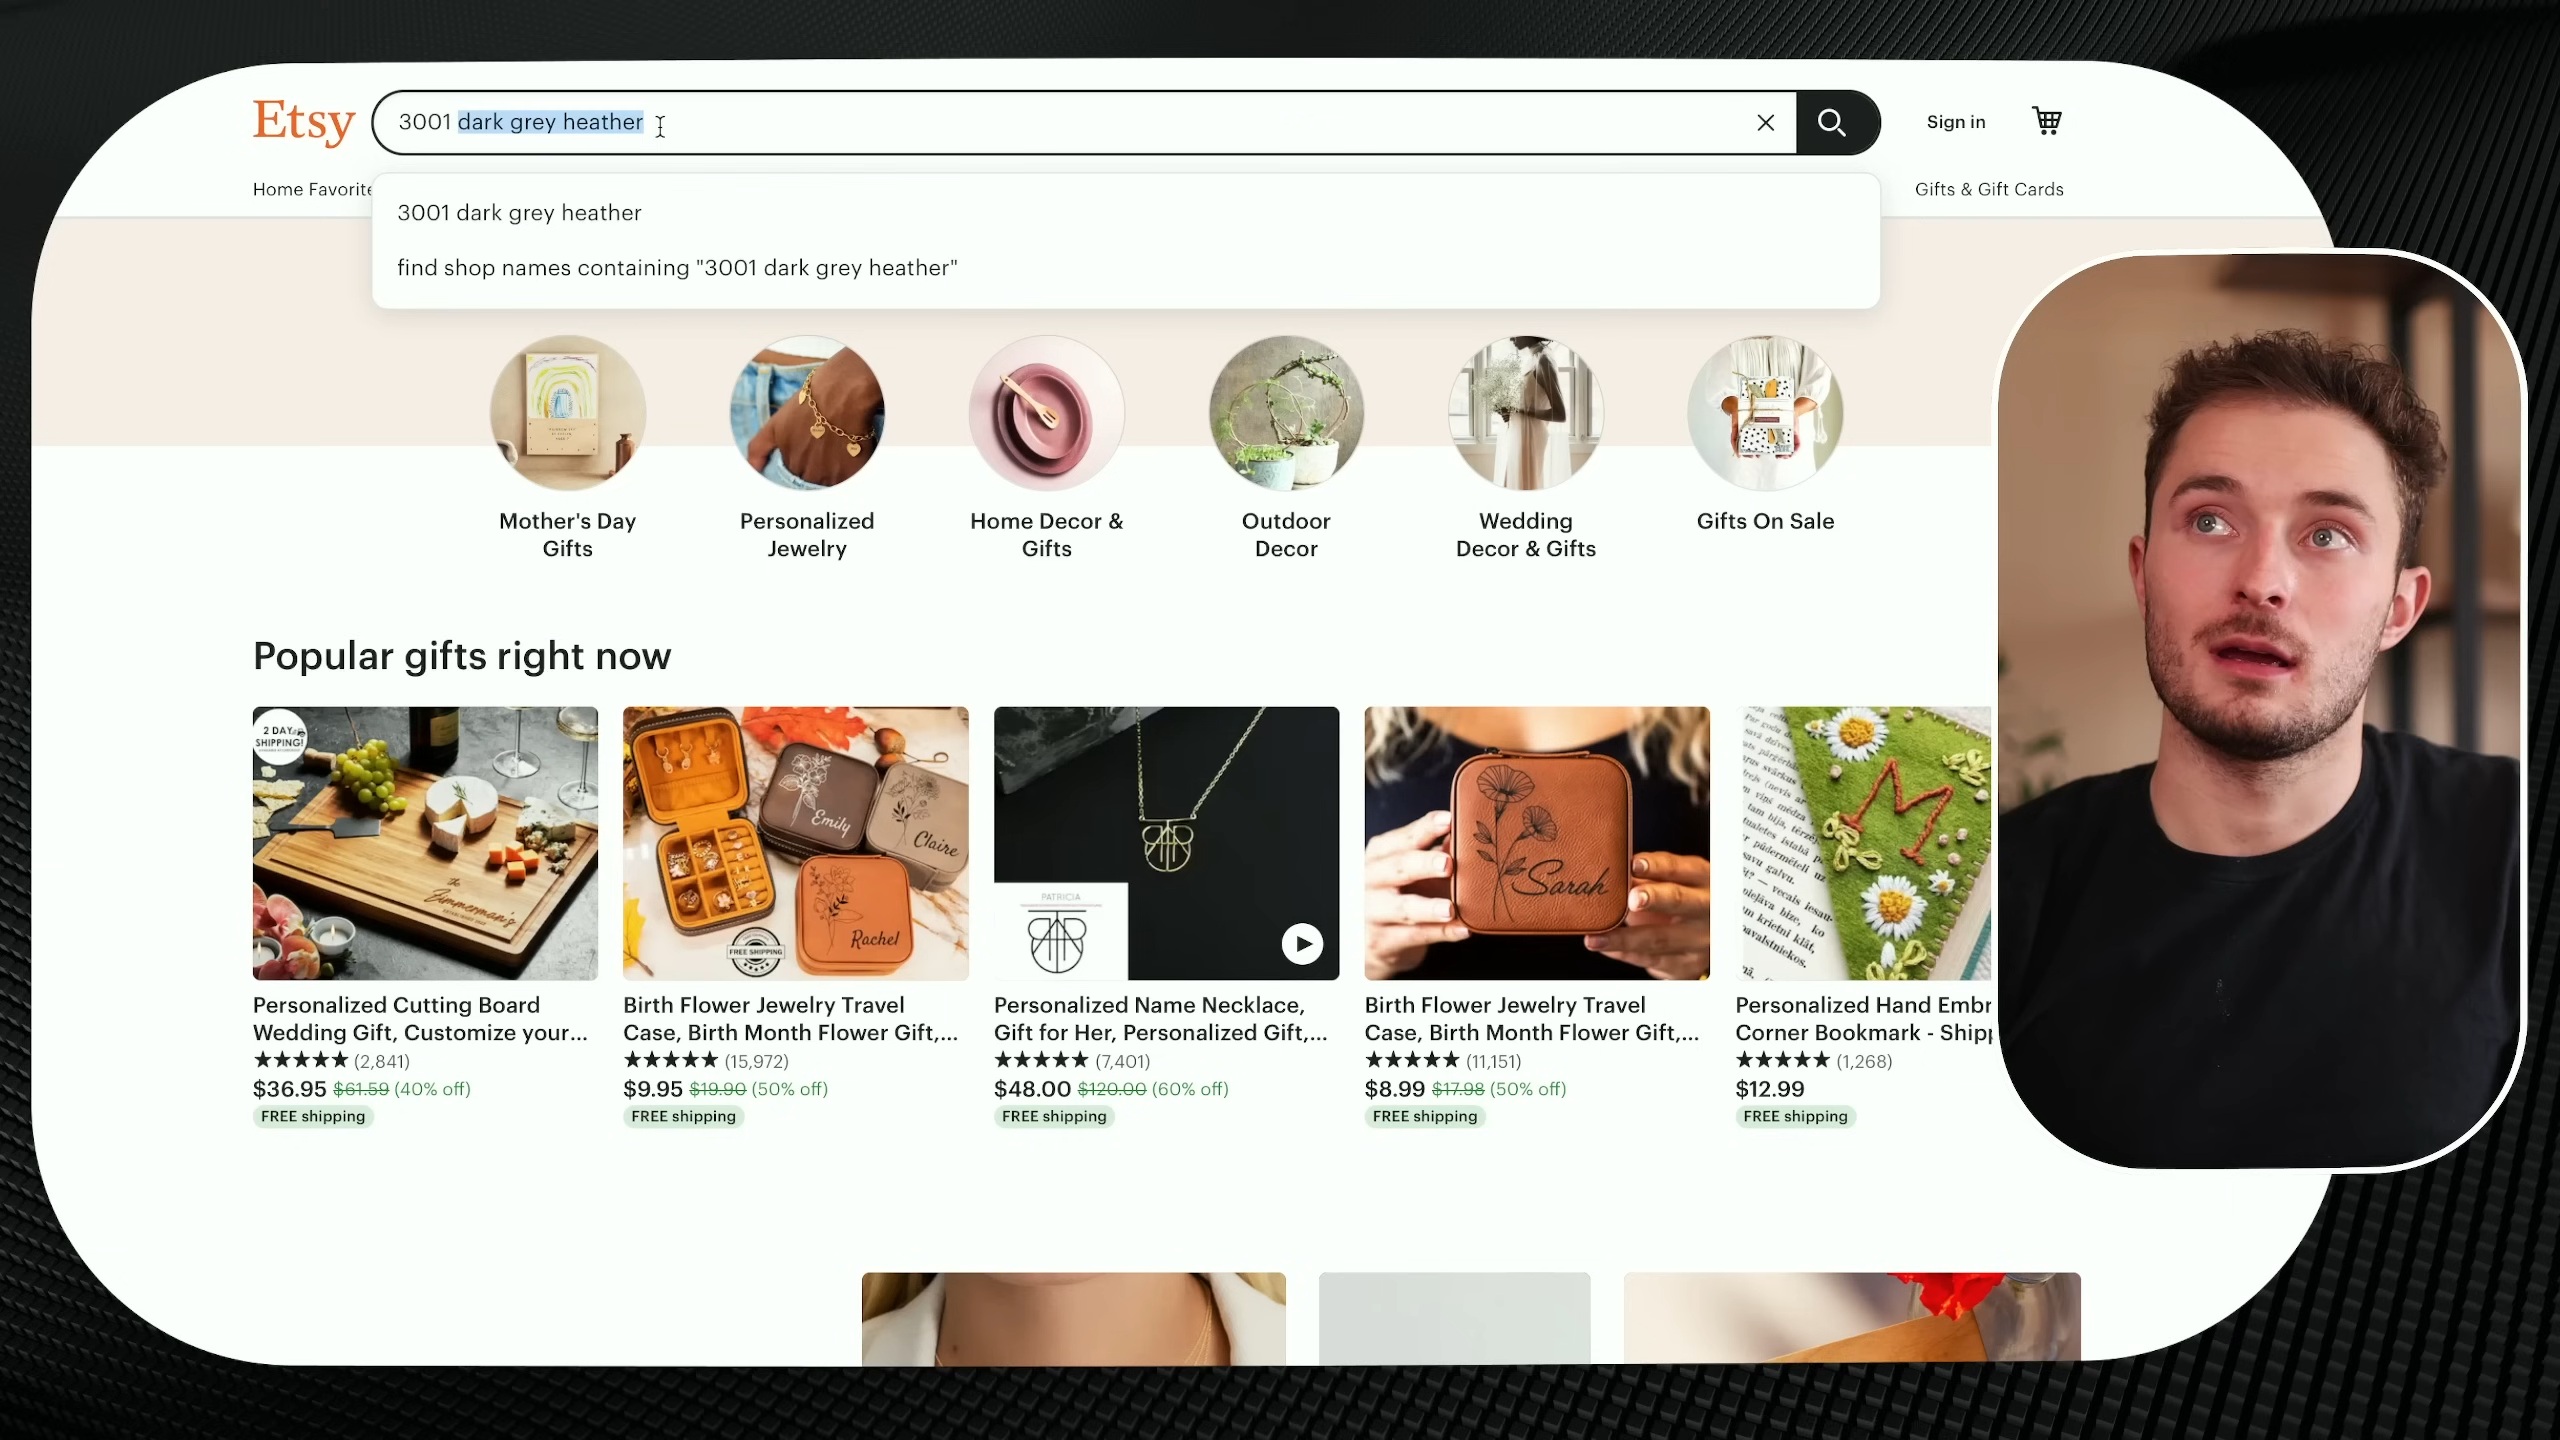 Etsy
3001 dark grey heather
Sign in
Home Favorite
Gifts & Gift Cards
3001 dark grey heather
find shop names containing "3001 dark grey heather"
Mother's Day
Gifts
Personalized
Jewelry
Home Decor &
Gifts
Outdoor
Decor
Wedding
Decor & Gifts
Gifts On Sale
Popular gifts right now
2 DAY
SHIPPING!
the
Zimmerman's
Emily
Claire
Rachel
FREE SHIPPING
PATRICIA
Sarah
M
Personalized Cutting Board
Wedding Gift, Customize your...
(2,841)
$36.95 $61.59 (40% off)
FREE shipping
Birth Flower Jewelry Travel
Case, Birth Month Flower Gift,...
(15,972)
$9.95 $19.90 (50% off)
FREE shipping
Personalized Name Necklace,
Gift for Her, Personalized Gift,...
(7,401)
$48.00 $120.00 (60% off)
FREE shipping
Birth Flower Jewelry Travel
Case, Birth Month Flower Gift,...
(11,151)
$8.99 $17.98 (50% off)
FREE shipping
Personalized Hand Embr
Corner Bookmark - Ship
(1,268)
$12.99
FREE shipping